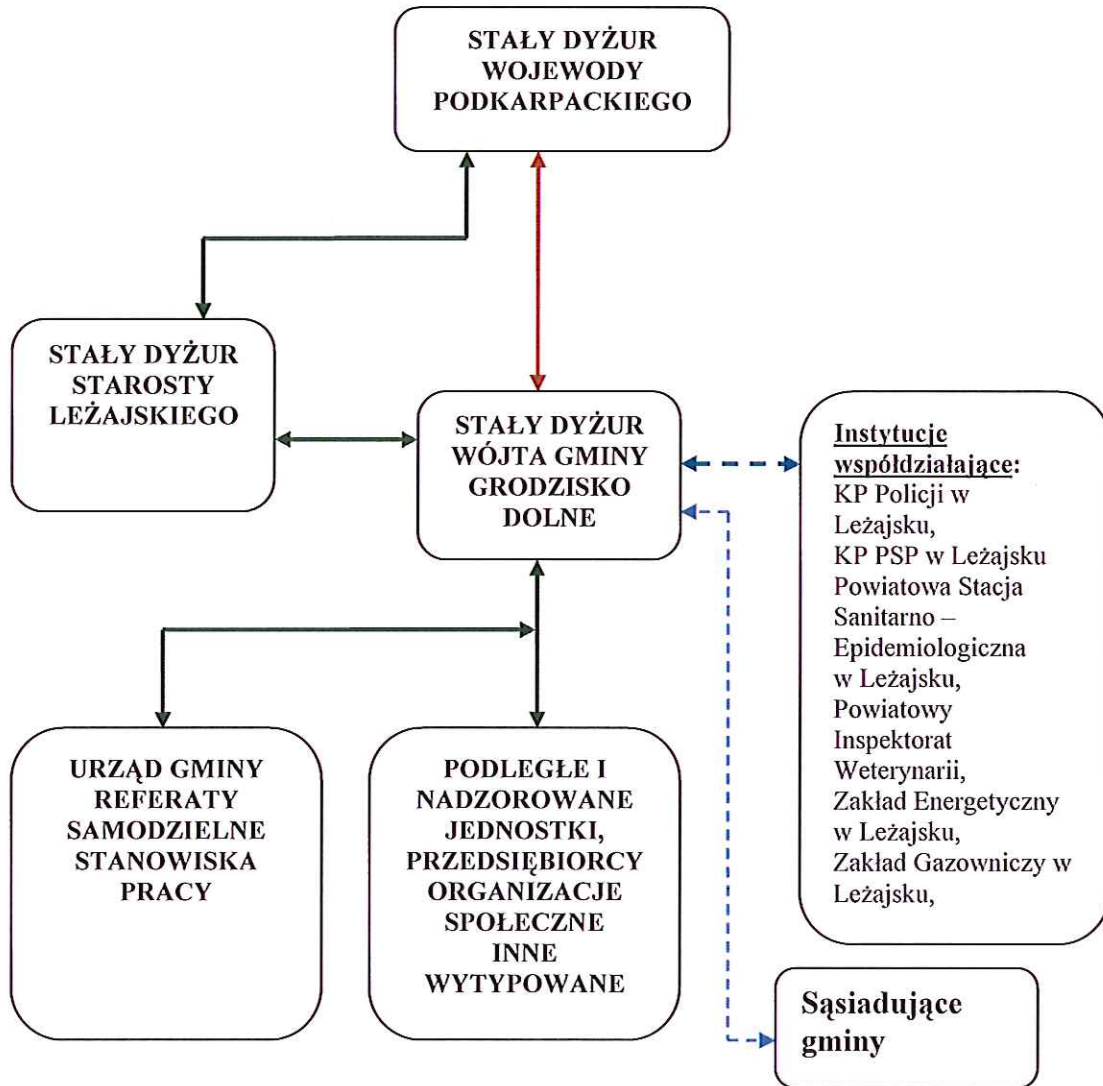 STAŁY DYŻUR
WOJEWODY
PODKARPACKIEGO
STAŁY DYŻUR
STAROSTY
LEŻAJSKIEGO
STAŁY DYŻUR
WÓJTA GMINY
GRODZISKO
DOLNE
Instytucje
współdziałające:
KP Policji w
Leżajsku,
KP PSP w Leżajsku
Powiatowa Stacja
Sanitarno –
Epidemiologiczna
w Leżajsku,
Powiatowy
Inspektorat
Weterynarii,
Zakład Energetyczny
w Leżajsku,
Zakład Gazowniczy w
Leżajsku,
URZĄD GMINY
REFERATY
SAMODZIELNE
STANOWISKA
PRACY
PODLEGŁE I
NADZOROWANE
JEDNOSTKI,
PRZEDSIĘBIORCY
ORGANIZACJE
SPOŁECZNE
INNE
WYTYPOWANE
Sąsiadujące
gminy